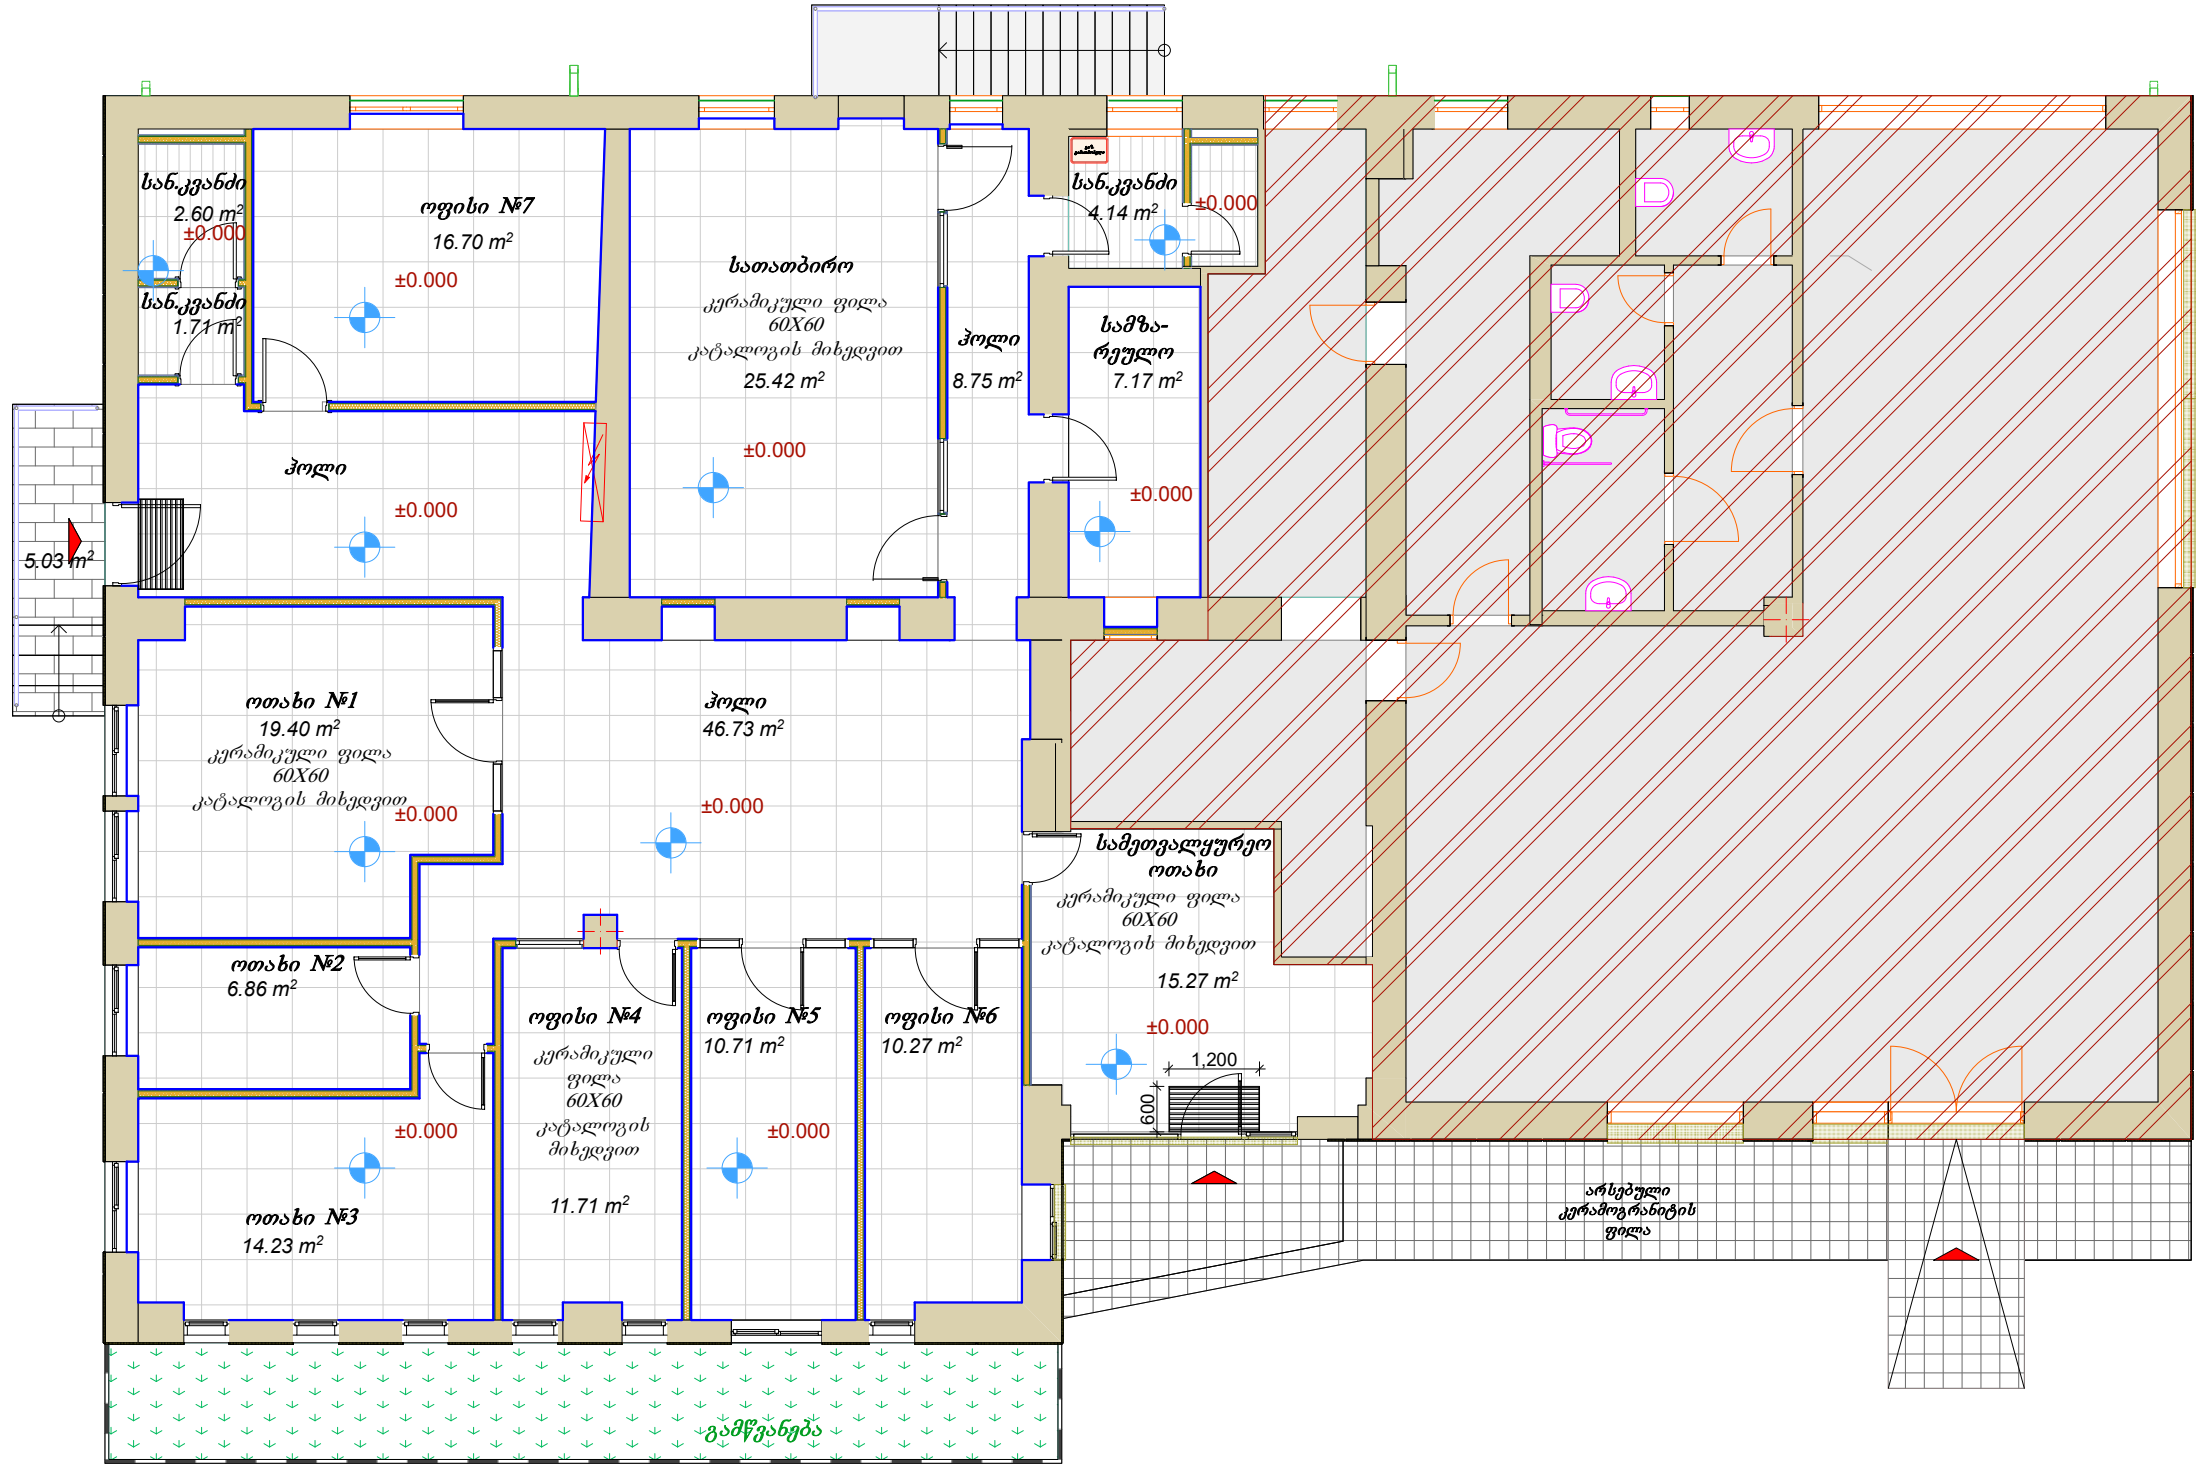 სან.კვანძი
2.60 m²
±0.000
სან.კვანძი
1.71 m²
ოფისი №7
16.70 m²
±0.000
სათათბირო
კერამიკული ფილა
60X60
კატალოგის მიხედვით
25.42 m²
±0.000
ჰოლი
8.75 m²
სან.კვანძი
4.14 m²
±0.000
სამზა-
რეულო
7.17 m²
±0.000
ჰოლი
±0.000
5.03 m²
ოთახი №1
19.40 m²
კერამიკული ფილა
60X60
კატალოგის მიხედვით
±0.000
ჰოლი
46.73 m²
±0.000
სამეთვალყურეო
ოთახი
კერამიკული ფილა
60X60
კატალოგის მიხედვით
15.27 m²
±0.000
1,200
600
ოთახი №2
6.86 m²
ოფისი №4
კერამიკული
ფილა
60X60
კატალოგის
მიხედვით
11.71 m²
ოფისი №5
10.71 m²
±0.000
ოფისი №6
10.27 m²
±0.000
ოთახი №3
14.23 m²
არსებული
კერამოგრანიტის
ფილა
გამწვანება